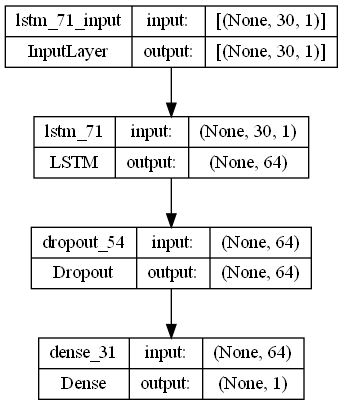 lstm_71_input input: [(None, 30, 1)]
InputLayer output: [(None, 30, 1)]
lstm_71 input: (None, 30, 1)
LSTM output: (None, 64)
dropout_54 input: (None, 64)
Dropout output: (None, 64)
dense_31 input: (None, 64)
Dense output: (None, 1)